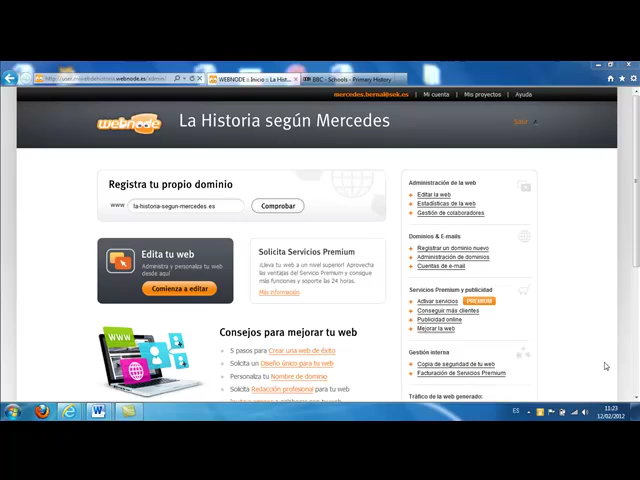 WEBNODE :: Inicio :: La Hist...
BBC - Schools - Primary History
mercedes.bernal@sek.es | Mi cuenta | Mis proyectos | Ayuda
webnode
La Historia según Mercedes
Salir
Registra tu propio dominio
www
la-historia-segun-mercedes.es
Comprobar
Edita tu web
Administra y personaliza tu web
desde aquí
Comienza a editar
Solicita Servicios Premium
¡Lleva tu web a un nivel superior! Aprovecha
las ventajas del Servicio Premium y consigue
más funciones y soporte las 24 horas.
Más información
www
Consejos para mejorar tu web
5 pasos para Crear una web de éxito
Solicita un Diseño único para tu web
Personaliza tu Nombre de dominio
Solicita Redacción profesional para tu web
Administración de la web
Editar la web
Estadísticas de la web
Gestión de colaboradores
Dominios & E-mails
Registrar un dominio nuevo
Administración de dominios
Cuentas de e-mail
Servicios Premium y publicidad
Activar servicios PREMIUM
Conseguir más clientes
Publicidad online
Mejorar la web
Gestión interna
Copia de seguridad de tu web
Facturación de Servicios Premium
Tráfico de la web generado:
ES
11:23
12/02/2012